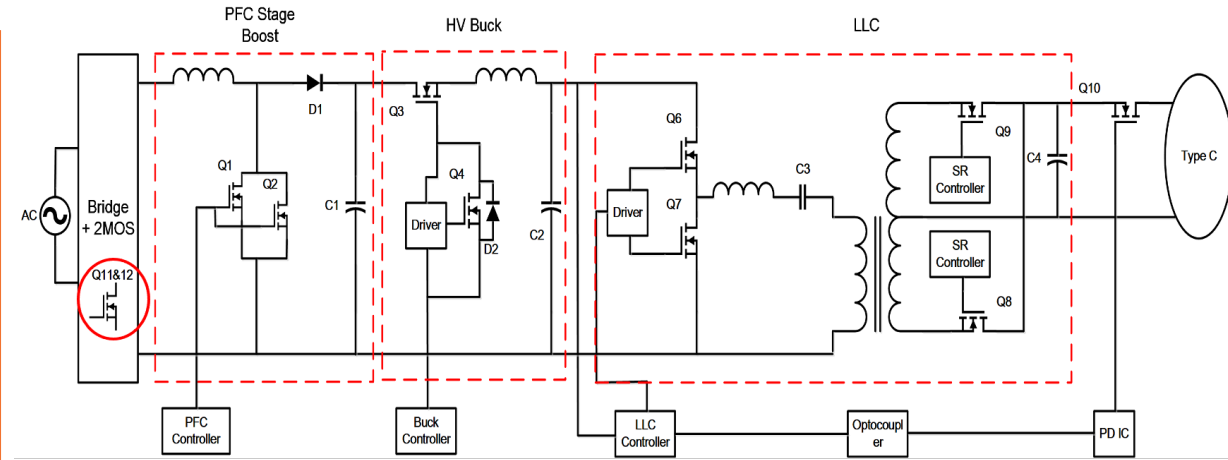 PFC Stage
Boost
HV Buck
LLC
D1
Q3
Q10
Q6
Q9
Q1
Q2
Q4
C3
C4
Type C
SR
Controller
AC
Bridge
+ 2MOS
C1
Driver
C2
Driver
Q7
D2
SR
Controller
Q11&12
Q8
PFC
Controller
Buck
Controller
LLC
Controller
Optocoupl
er
PD IC